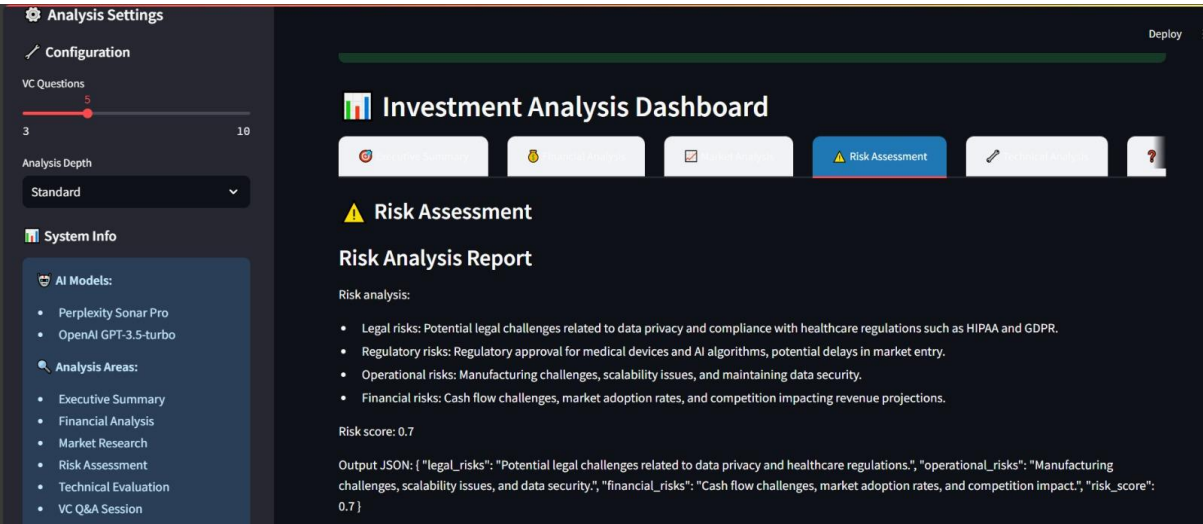 Analysis Settings
Configuration
VC Questions
5
3
10
Analysis Depth
Standard
System Info
AI Models:
Perplexity Sonar Pro
OpenAI GPT-3.5-turbo
Analysis Areas:
Executive Summary
Financial Analysis
Market Research
Risk Assessment
Technical Evaluation
VC Q&A Session
Deploy
Investment Analysis Dashboard
Risk Assessment
Risk Assessment
Risk Analysis Report
Risk analysis:
Legal risks: Potential legal challenges related to data privacy and compliance with healthcare regulations such as HIPAA and GDPR.
Regulatory risks: Regulatory approval for medical devices and AI algorithms, potential delays in market entry.
Operational risks: Manufacturing challenges, scalability issues, and maintaining data security.
Financial risks: Cash flow challenges, market adoption rates, and competition impacting revenue projections.
Risk score: 0.7
Output JSON: { "legal_risks": "Potential legal challenges related to data privacy and healthcare regulations.", "operational_risks": "Manufacturing
challenges, scalability issues, and data security.", "financial_risks": "Cash flow challenges, market adoption rates, and competition impact.", "risk_score":
0.7 }